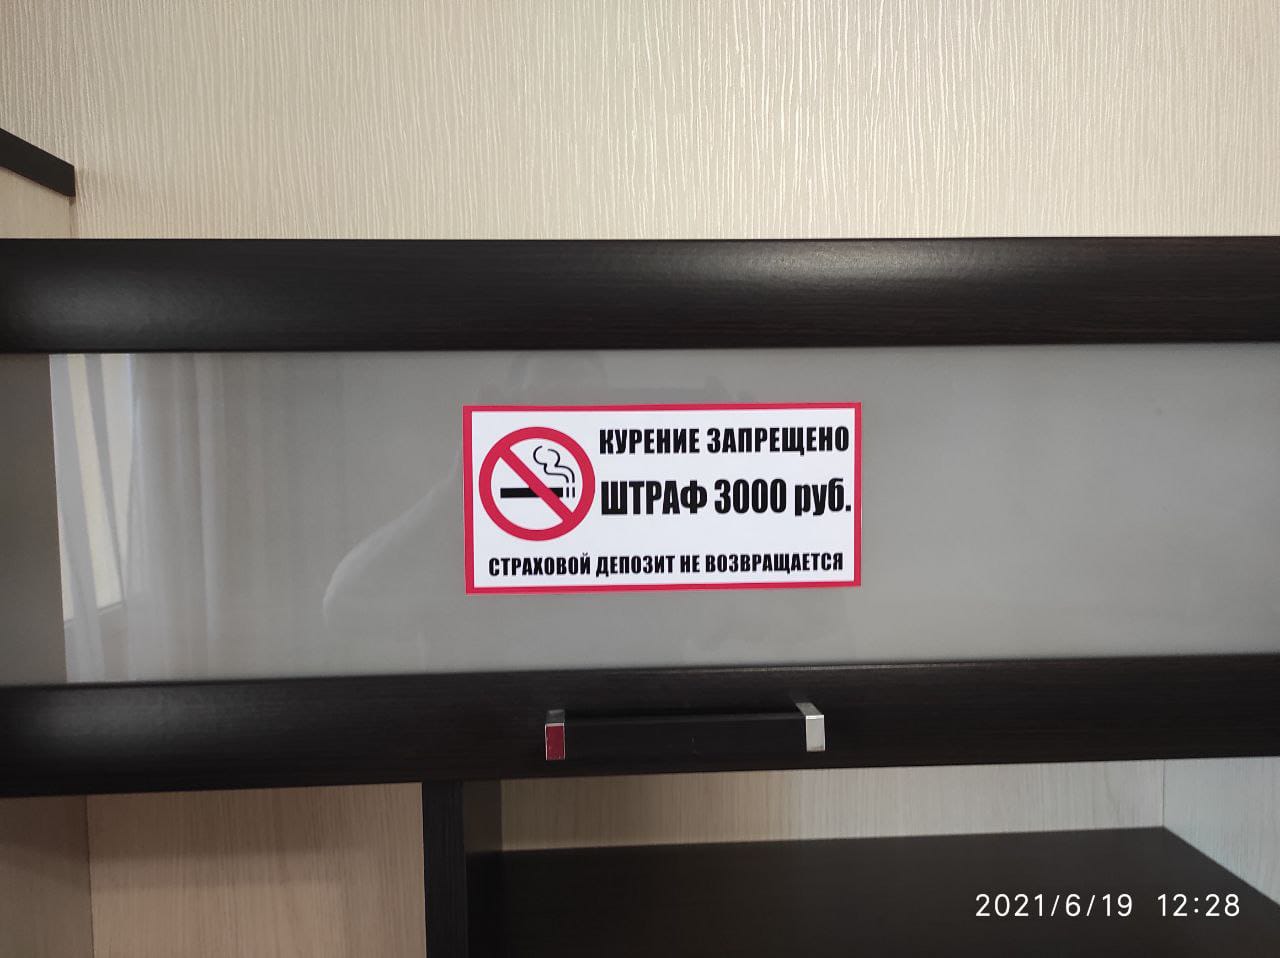 КУРЕНИЕ ЗАПРЕЩЕНО
ШТРАФ 3000 руб.
СТРАХОВОЙ ДЕПОЗИТ НЕ ВОЗВРАЩАЕТСЯ
2021/6/19 12:28